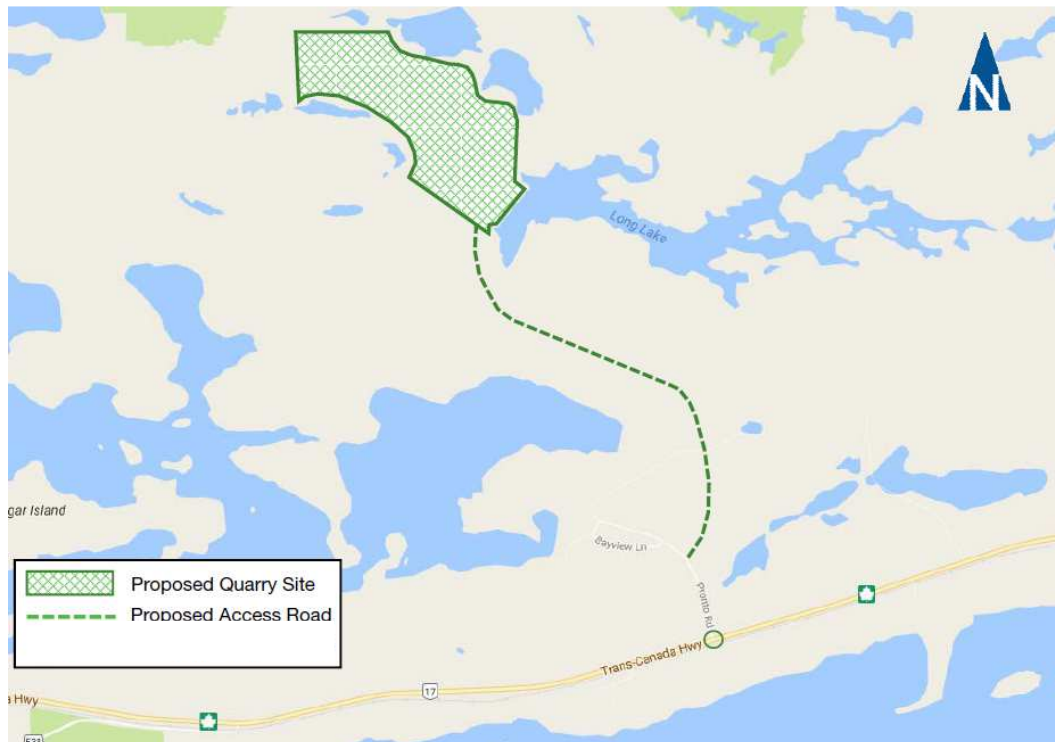 N
Long Lake
gar Island
Bayview Ln
Pronto Rd
Proposed Quarry Site
Proposed Access Road
Trans-Canada Hwy
17
a Hwy
538